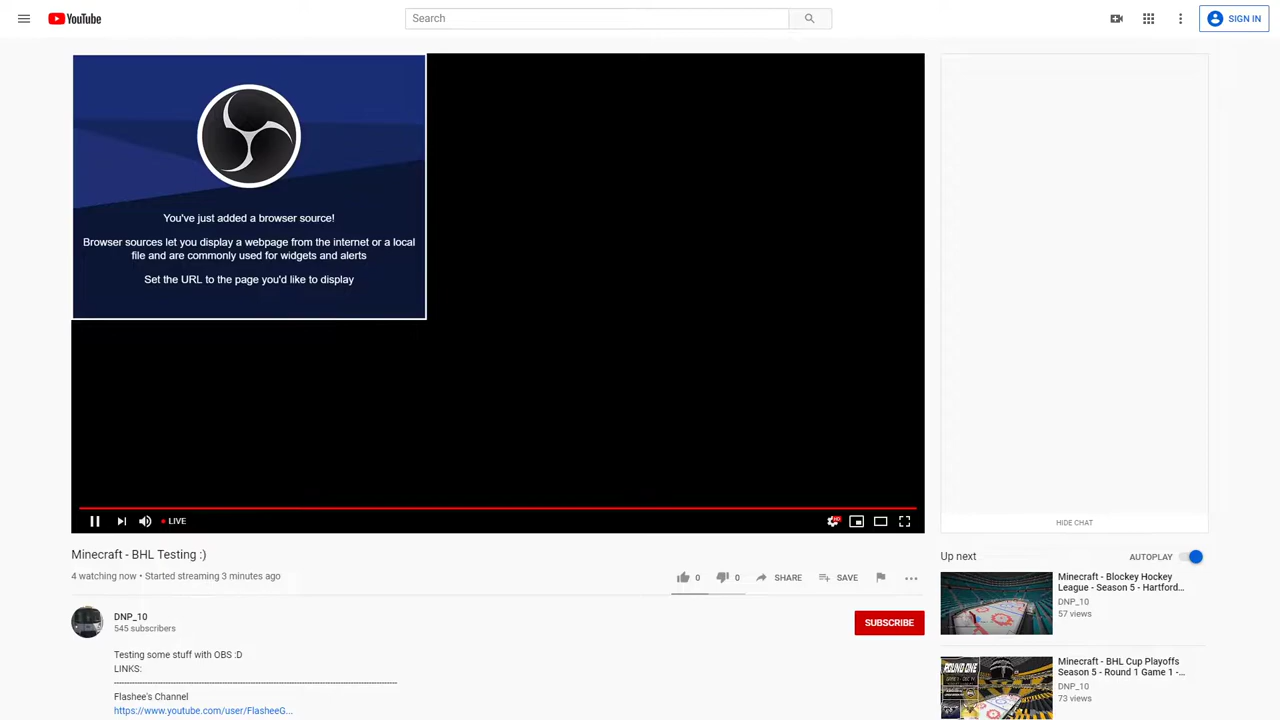 YouTube
Search
SIGN IN
You've just added a browser source!
Browser sources let you display a webpage from the internet or a local
file and are commonly used for widgets and alerts
Set the URL to the page you'd like to display
LIVE
HIDE CHAT
Minecraft - BHL Testing :)
4 watching now • Started streaming 3 minutes ago
0
0
SHARE
SAVE
DNP_10
545 subscribers
SUBSCRIBE
Testing some stuff with OBS :D
LINKS:
Flashee's Channel
https://www.youtube.com/user/FlasheeG...
Up next
AUTOPLAY
Minecraft - Blockey Hockey
League - Season 5 - Hartford...
DNP_10
57 views
ROUND ONE
Minecraft - BHL Cup Playoffs
Season 5 - Round 1 Game 1 -...
DNP_10
73 views